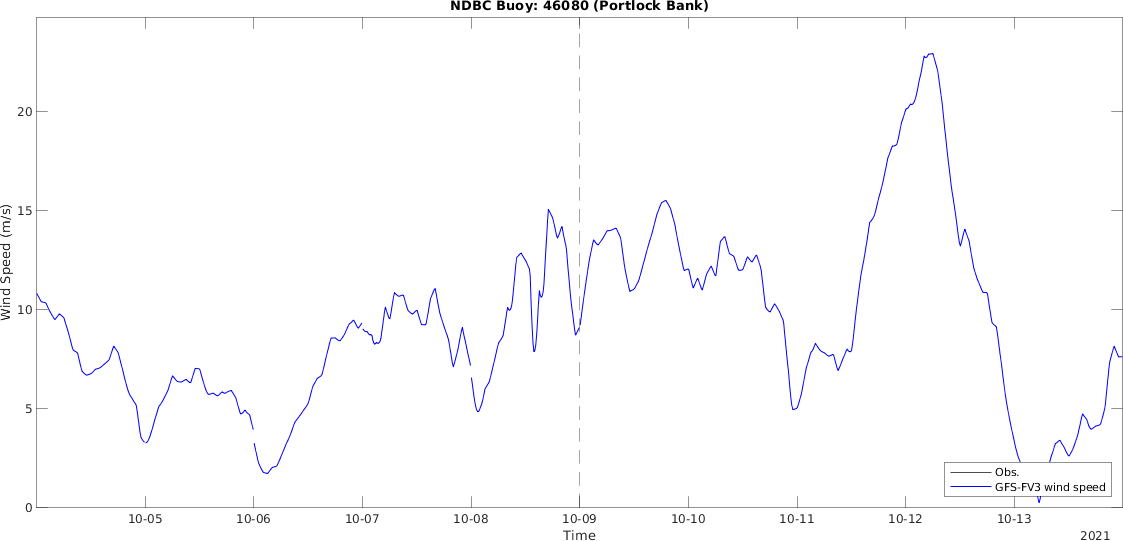 NDBC Buoy: 46080 (Portlock Bank)
Wind Speed (m/s)
20
15
10
5
0
10-05 10-06 10-07 10-08 10-09 10-10 10-11 10-12 10-13
Time
2021
Obs.
GFS-FV3 wind speed